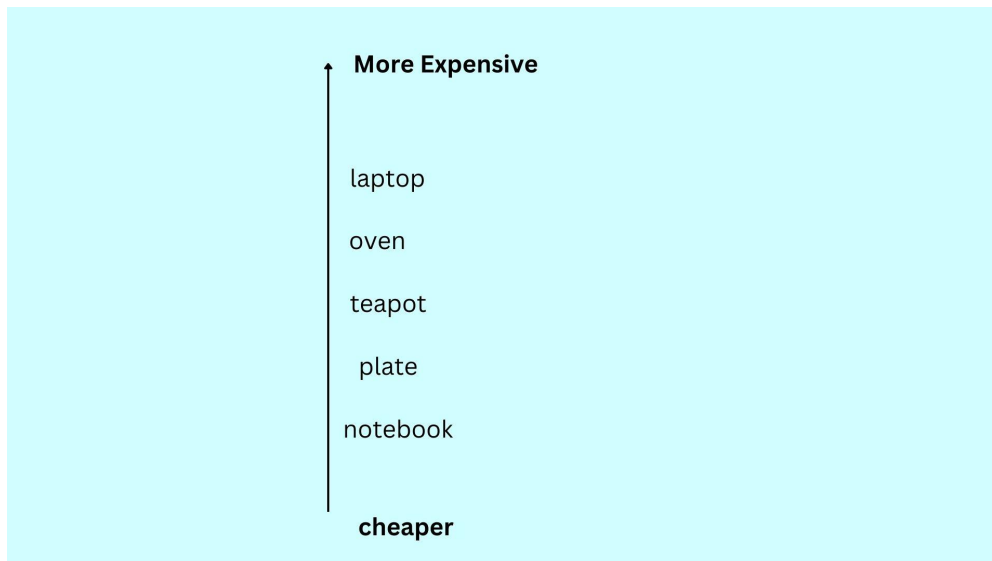 More Expensive
laptop
oven
teapot
plate
notebook
cheaper